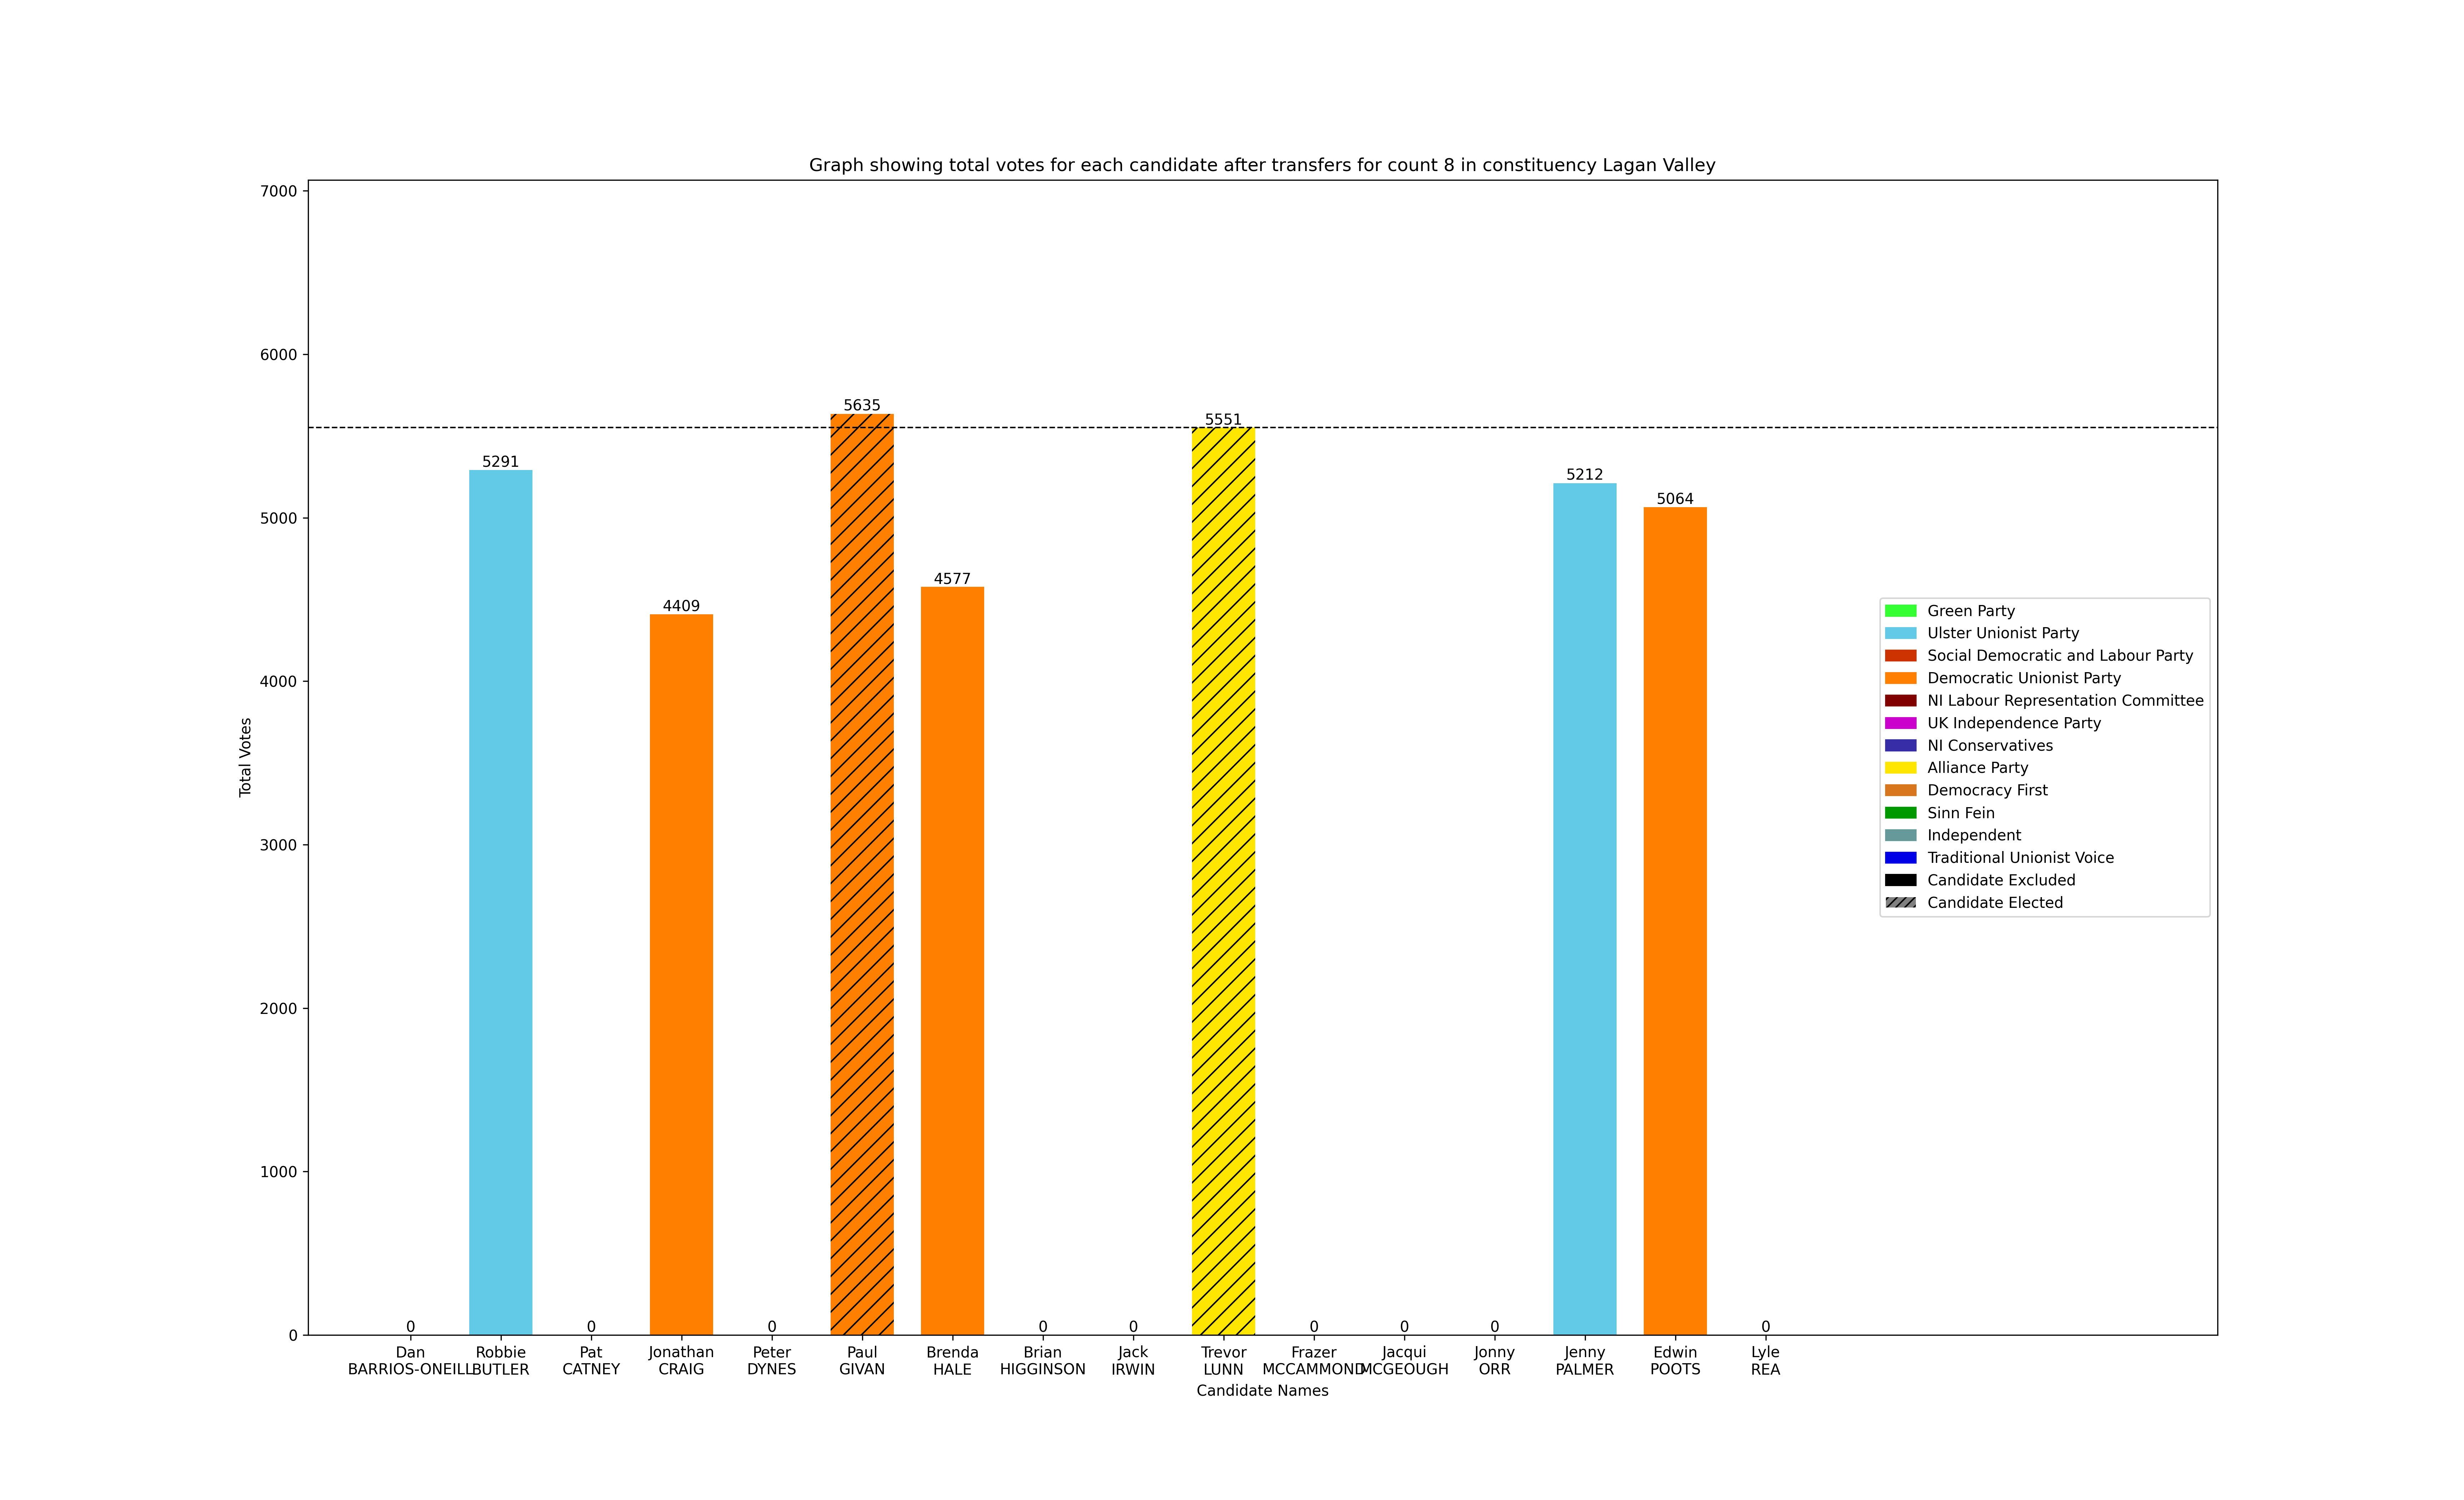 Graph showing total votes for each candidate after transfers for count 8 in constituency Lagan Valley
7000
6000
5000
4000
3000
2000
1000
0
Total Votes
0
5291
0
4409
0
5635
4577
0
0
5551
0
0
0
5212
5064
0
Dan
BARRIOS-ONEILL
Robbie
BUTLER
Pat
CATNEY
Jonathan
CRAIG
Peter
DYNES
Paul
GIVAN
Brenda
HALE
Brian
HIGGINSON
Jack
IRWIN
Trevor
LUNN
Frazer
MCCAMMOND
Jacqui
MCGEOUGH
Jonny
ORR
Jenny
PALMER
Edwin
POOTS
Lyle
REA
Candidate Names
Green Party
Ulster Unionist Party
Social Democratic and Labour Party
Democratic Unionist Party
NI Labour Representation Committee
UK Independence Party
NI Conservatives
Alliance Party
Democracy First
Sinn Fein
Independent
Traditional Unionist Voice
Candidate Excluded
Candidate Elected